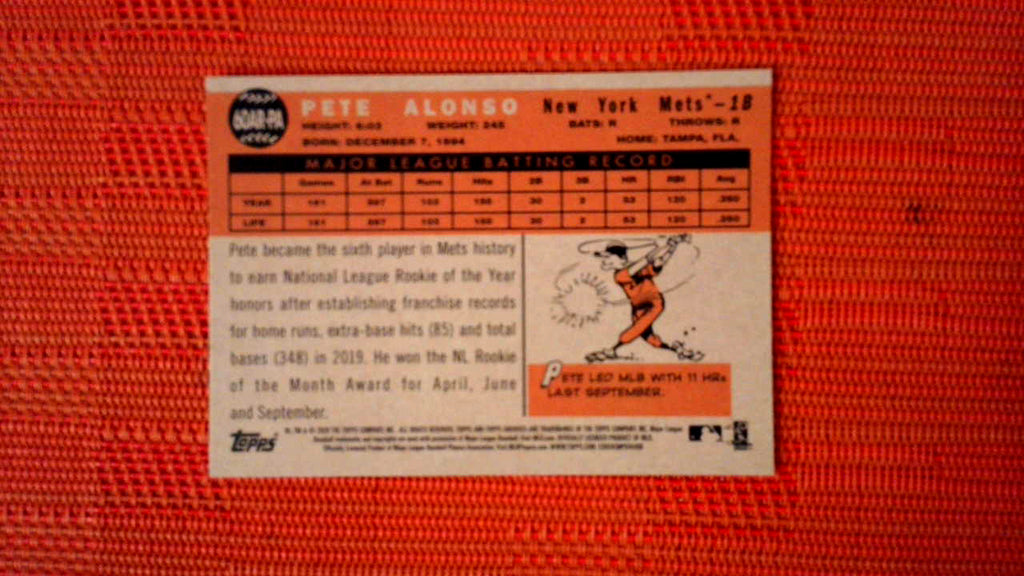 60AB-PA
PETE ALONSO New York Mets™-1B
HEIGHT: 6:03 WEIGHT: 245 BATS: R THROWS: R
BORN: DECEMBER 7, 1994 HOME: TAMPA, FLA.
MAJOR LEAGUE BATTING RECORD
Games At Bat Runs Hits 2B 3B HR RBI Avg
YEAR 161 597 103 155 30 2 53 120 .260
LIFE 161 597 103 155 30 2 53 120 .260
Pete became the sixth player in Mets history
to earn National League Rookie of the Year
honors after establishing franchise records
for home runs, extra-base hits (85) and total
bases (348) in 2019. He won the NL Rookie
of the Month Award for April, June
and September.
PETE LED MLB WITH 11 HRs
LAST SEPTEMBER.
Topps